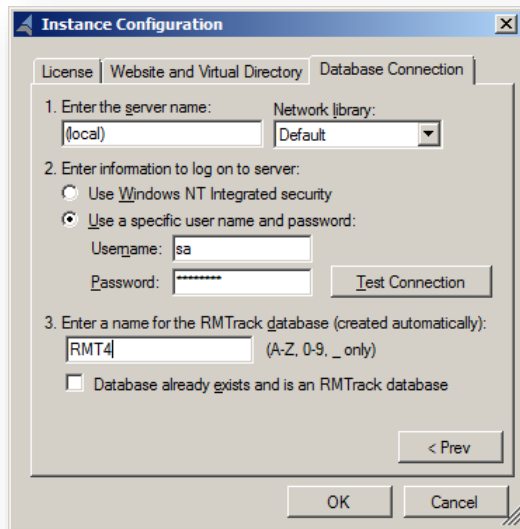 Instance Configuration
License
Website and Virtual Directory
Database Connection
1. Enter the server name:
Network library:
(local)
Default
2. Enter information to log on to server:
Use Windows NT Integrated security
Use a specific user name and password:
Username:
sa
Password:
********
Test Connection
3. Enter a name for the RMTrack database (created automatically):
RMT4
(A-Z, 0-9, _ only)
Database already exists and is an RMTrack database
< Prev
OK
Cancel